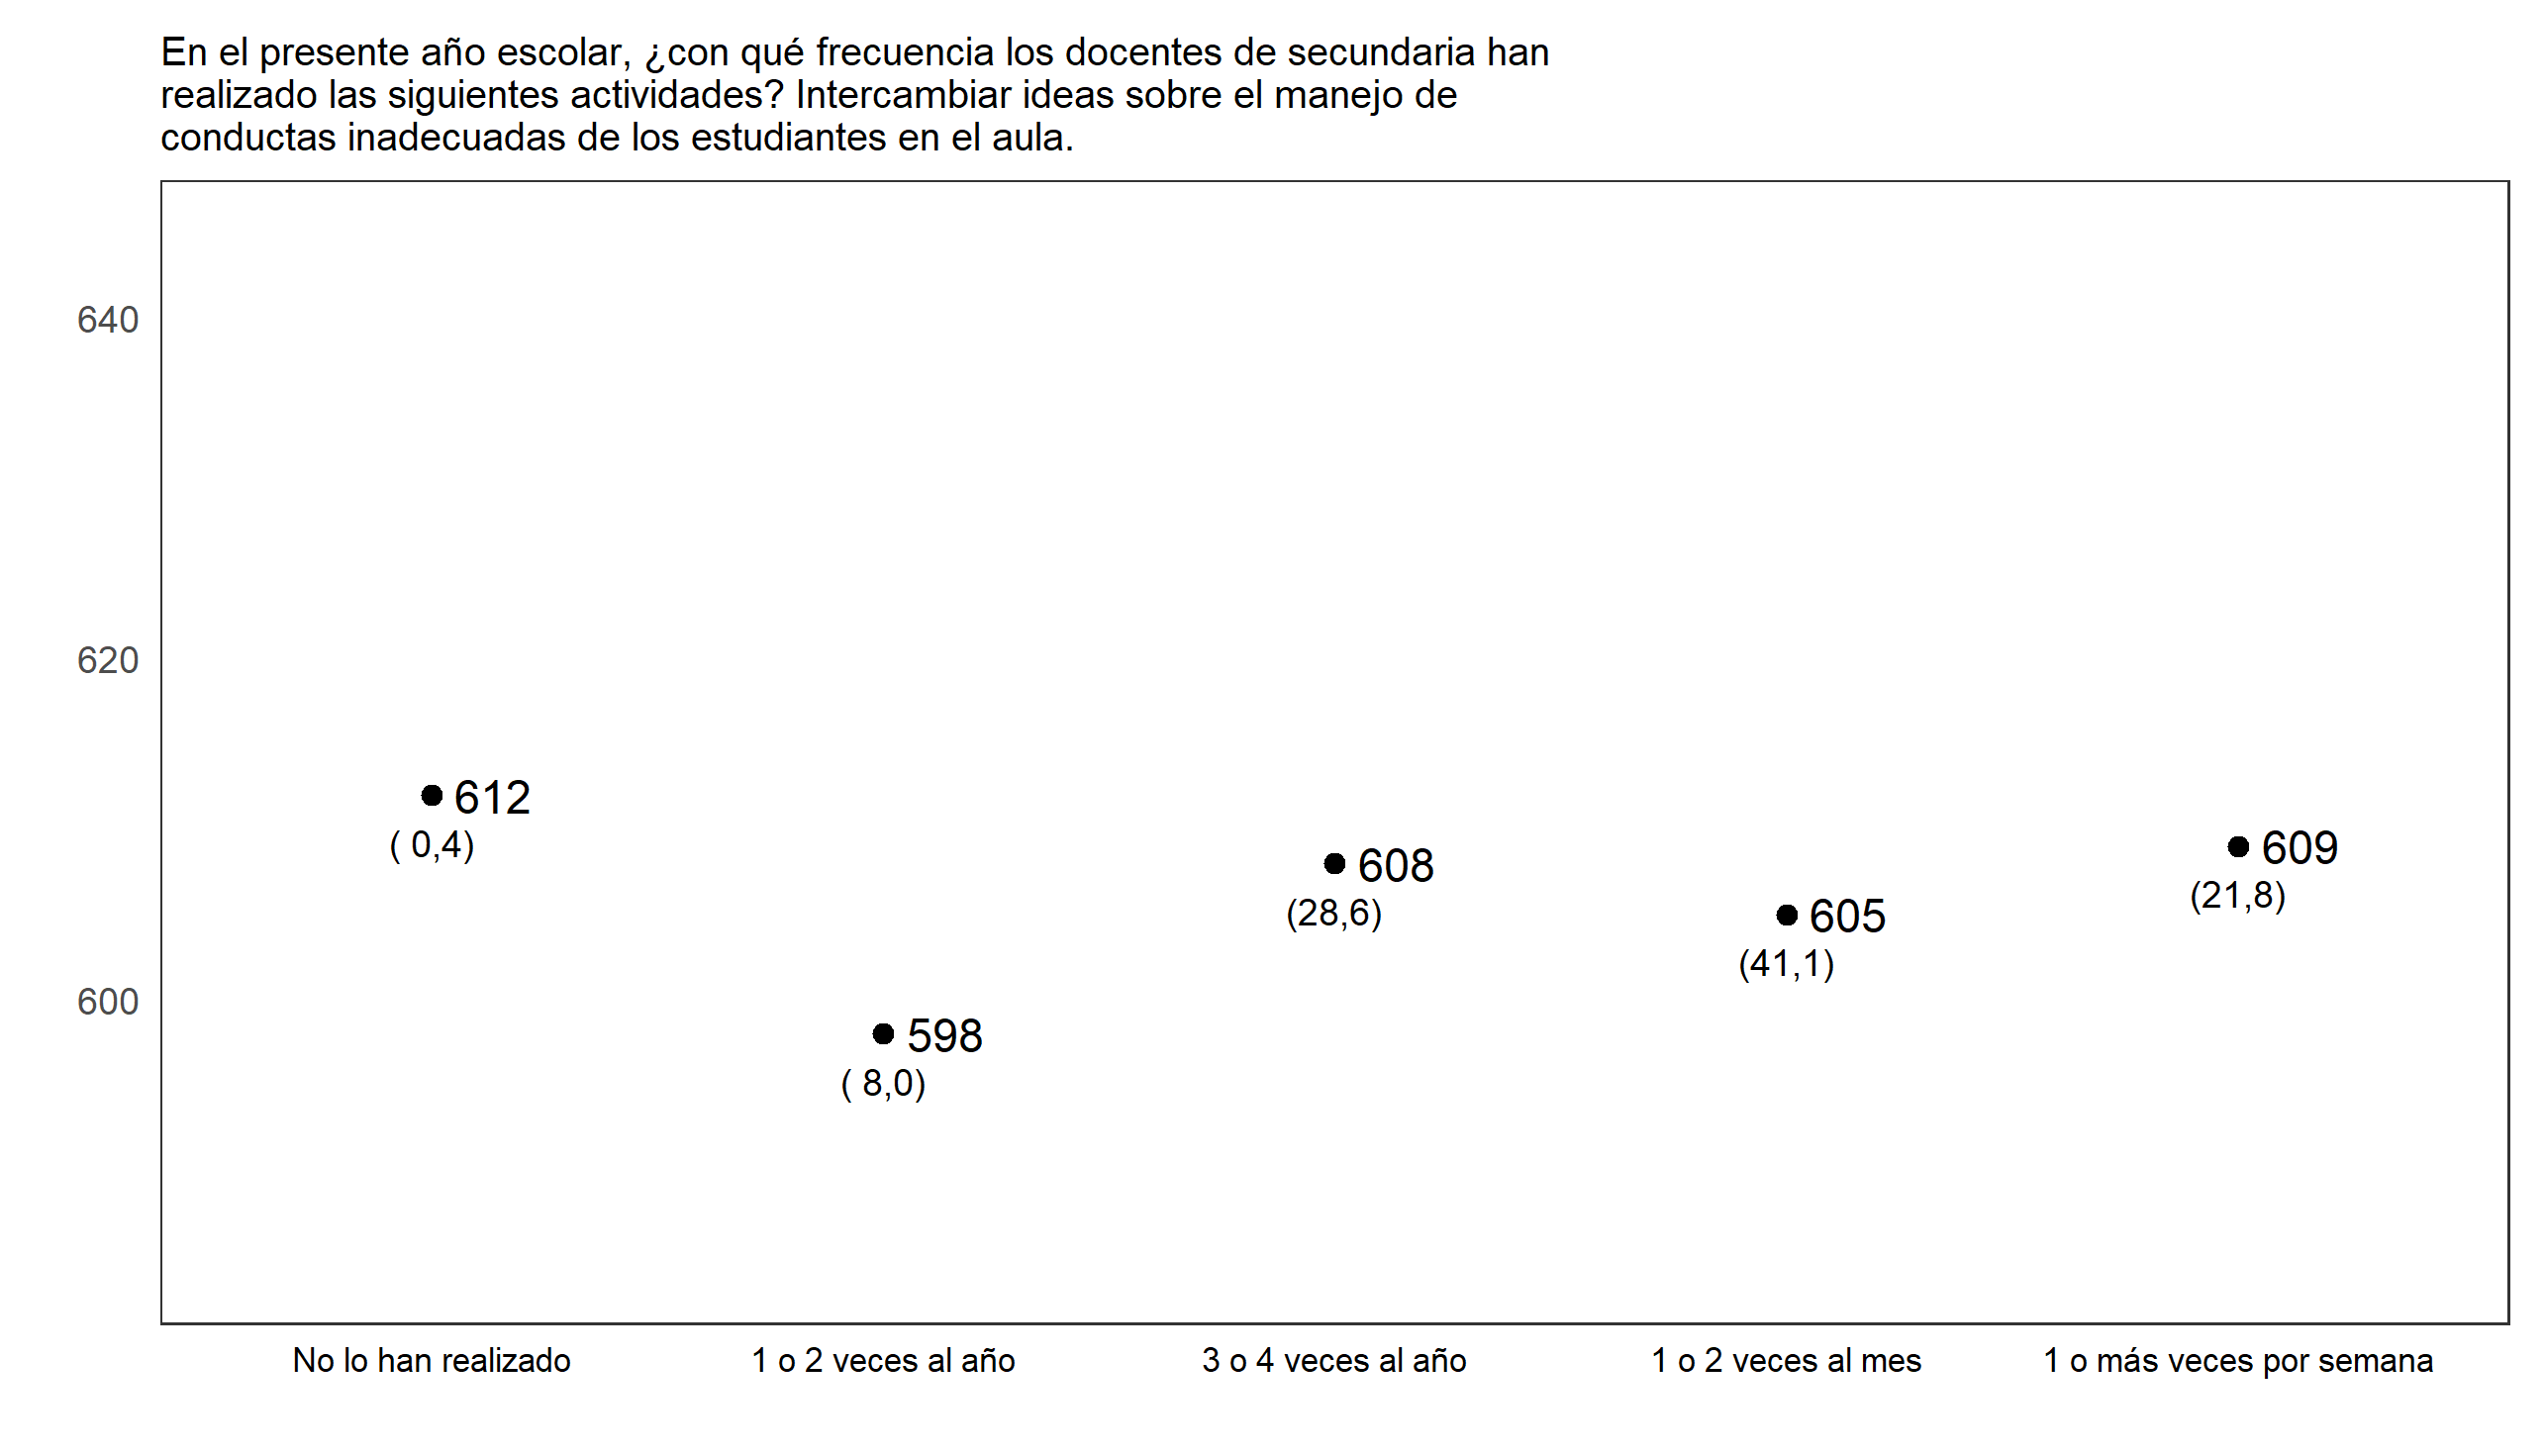 En el presente año escolar, ¿con qué frecuencia los docentes de secundaria han
realizado las siguientes actividades? Intercambiar ideas sobre el manejo de
conductas inadecuadas de los estudiantes en el aula.
640
620
600
612
( 0,4)
598
( 8,0)
608
(28,6)
605
(41,1)
609
(21,8)
No lo han realizado
1 o 2 veces al año
3 o 4 veces al año
1 o 2 veces al mes
1 o más veces por semana